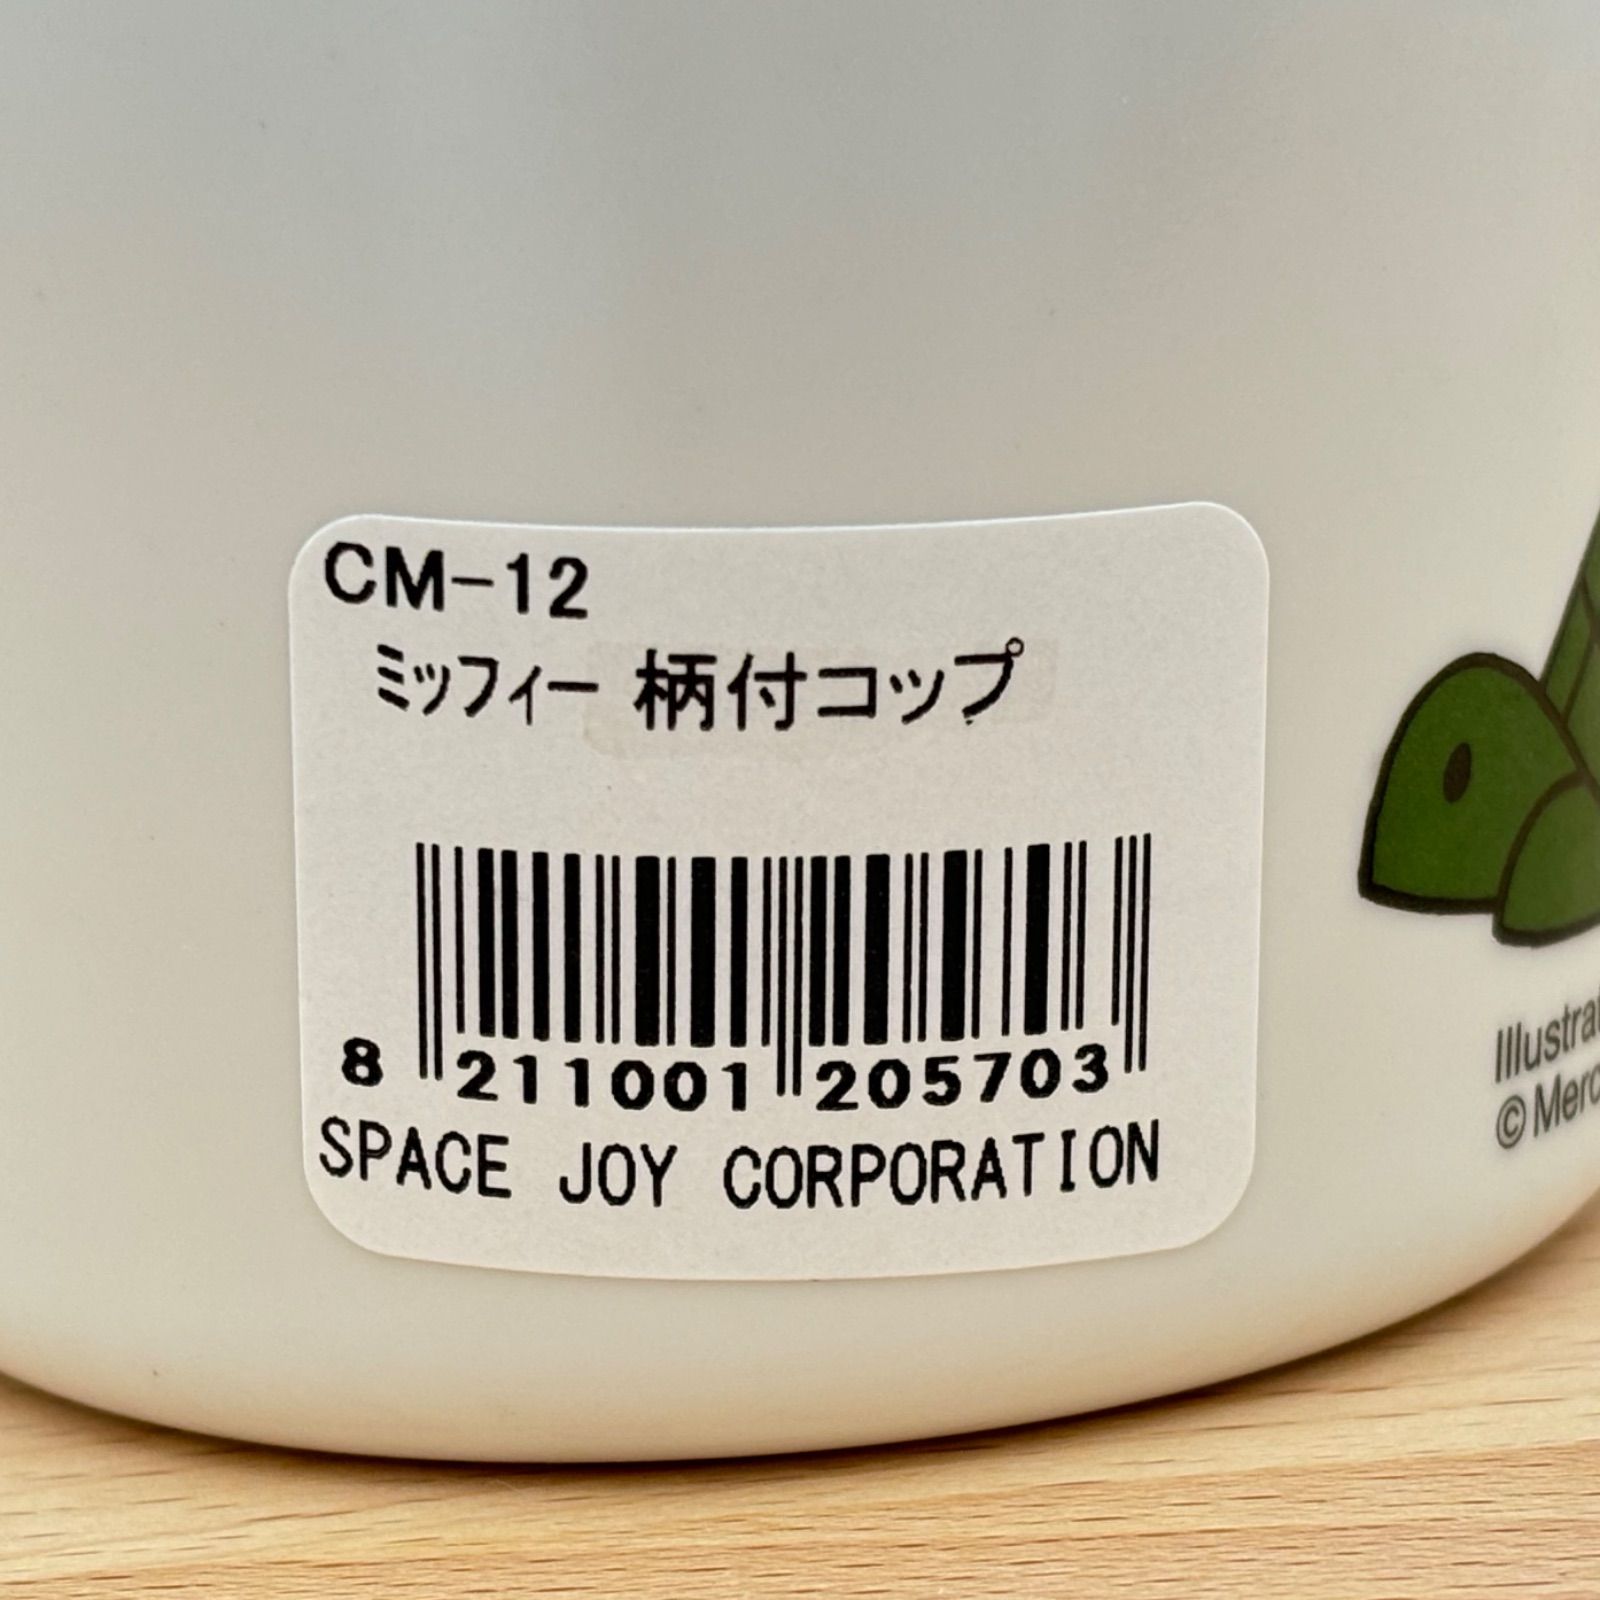 CM-12
ミッフィー 柄付コップ
8 211001 205703
SPACE JOY CORPORATION
©